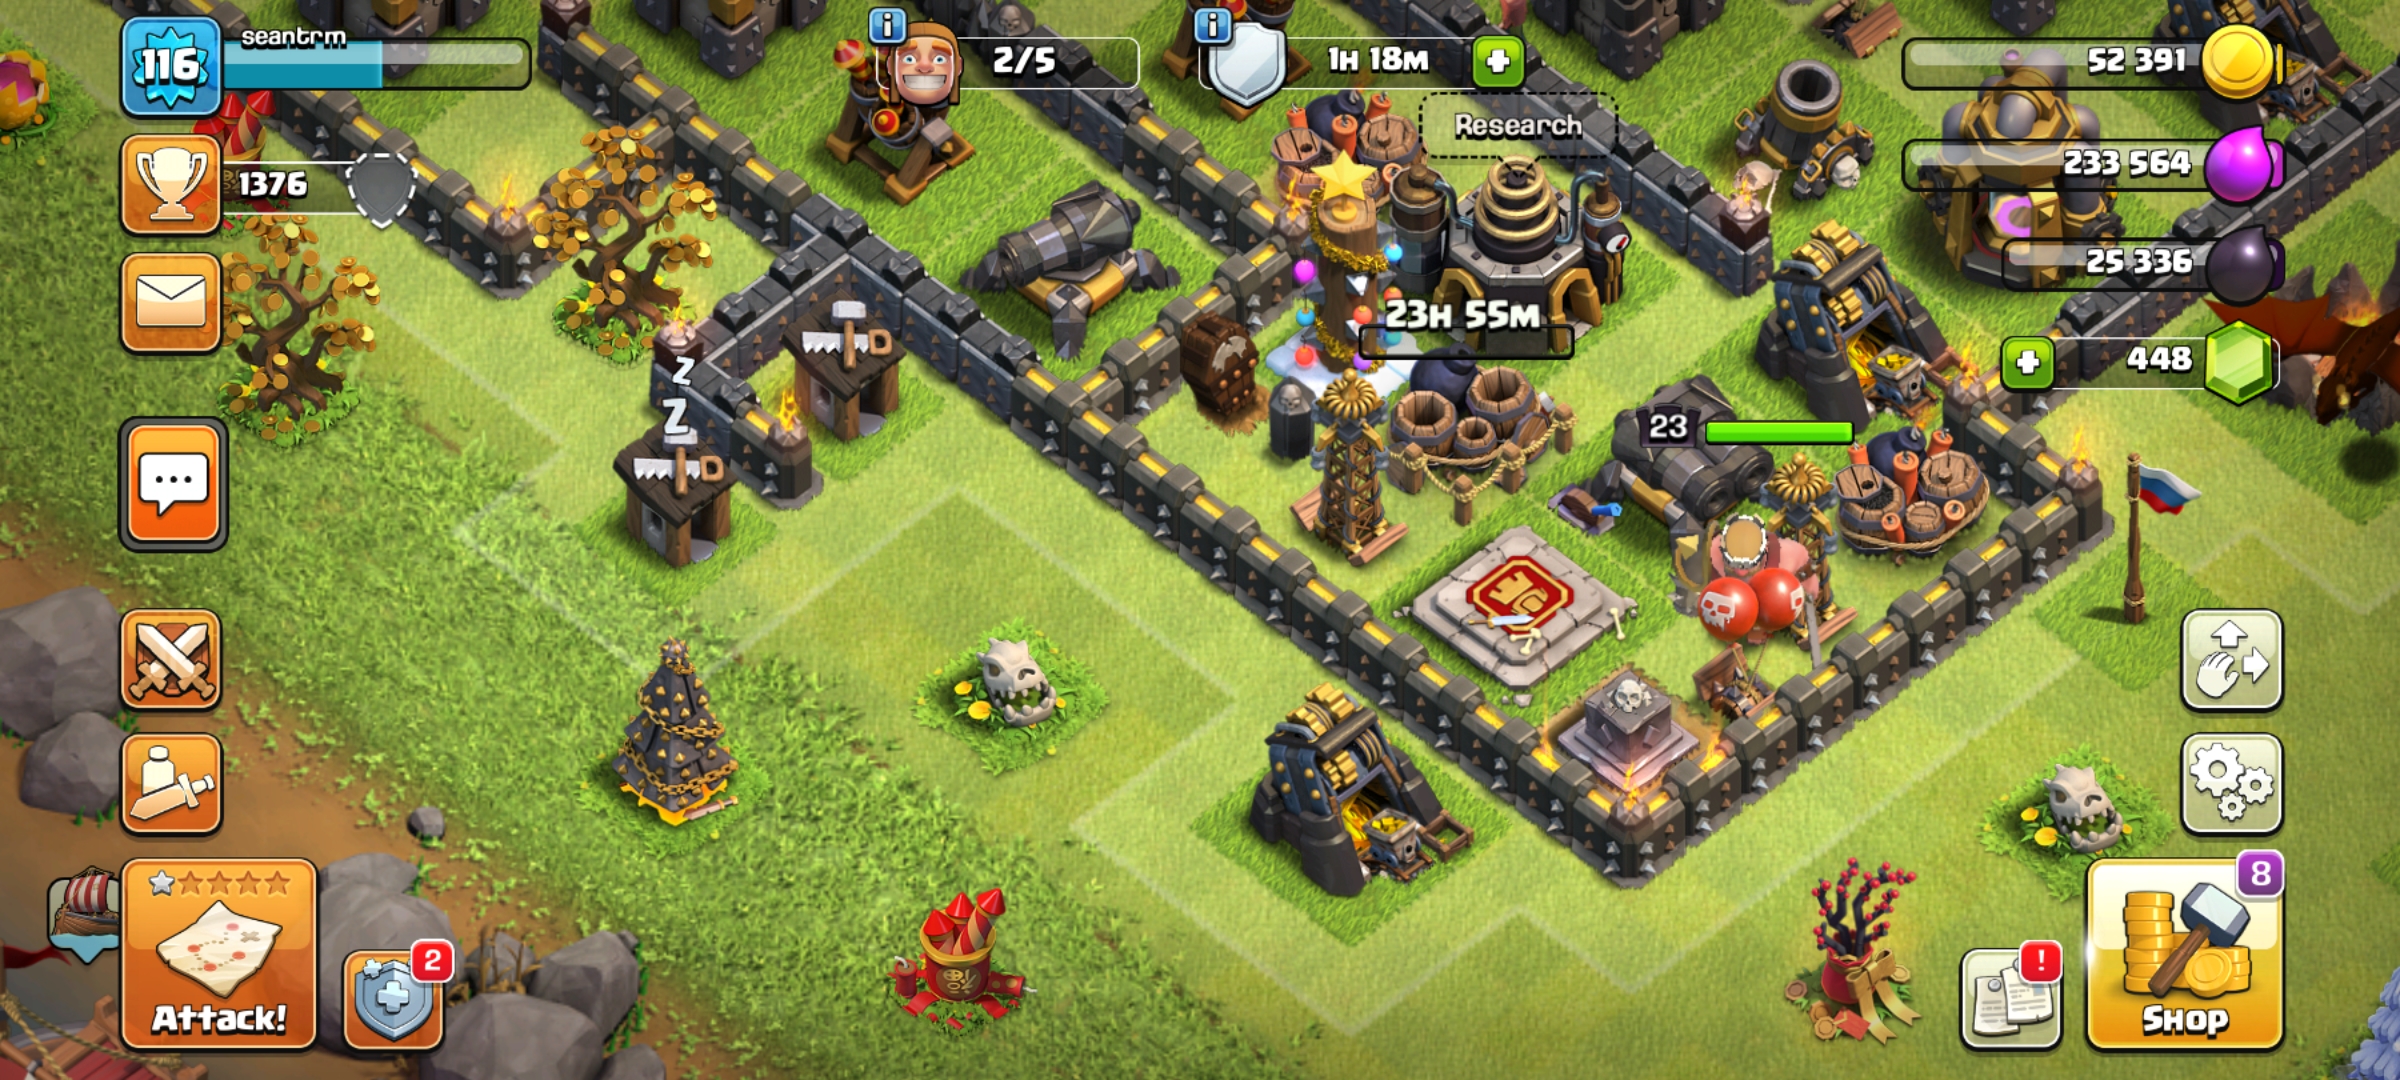 116
seantrm
2/5
1h 18m
52 391
Research
1376
233 564
25 336
23h 55m
448
z
Z
23
8
2
!
Attack!
Shop